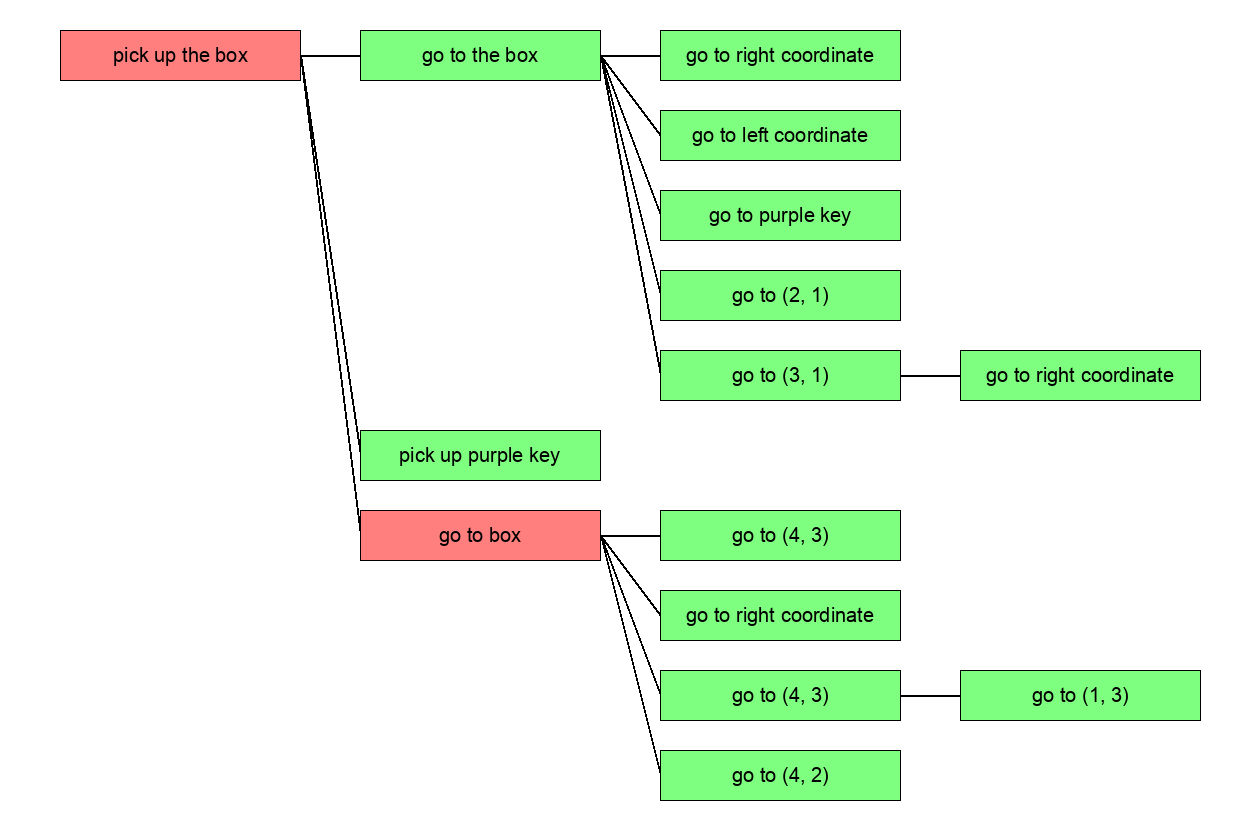 pick up the box
go to the box
go to right coordinate
go to left coordinate
go to purple key
go to (2, 1)
go to (3, 1)
go to right coordinate
pick up purple key
go to box
go to (4, 3)
go to right coordinate
go to (4, 3)
go to (1, 3)
go to (4, 2)